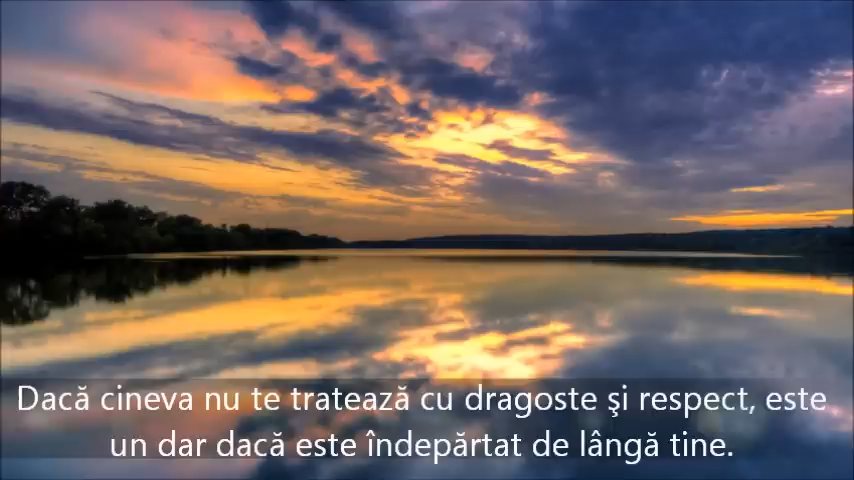 Dacă cineva nu te tratează cu dragoste şi respect, este
un dar dacă este îndepărtat de lângă tine.